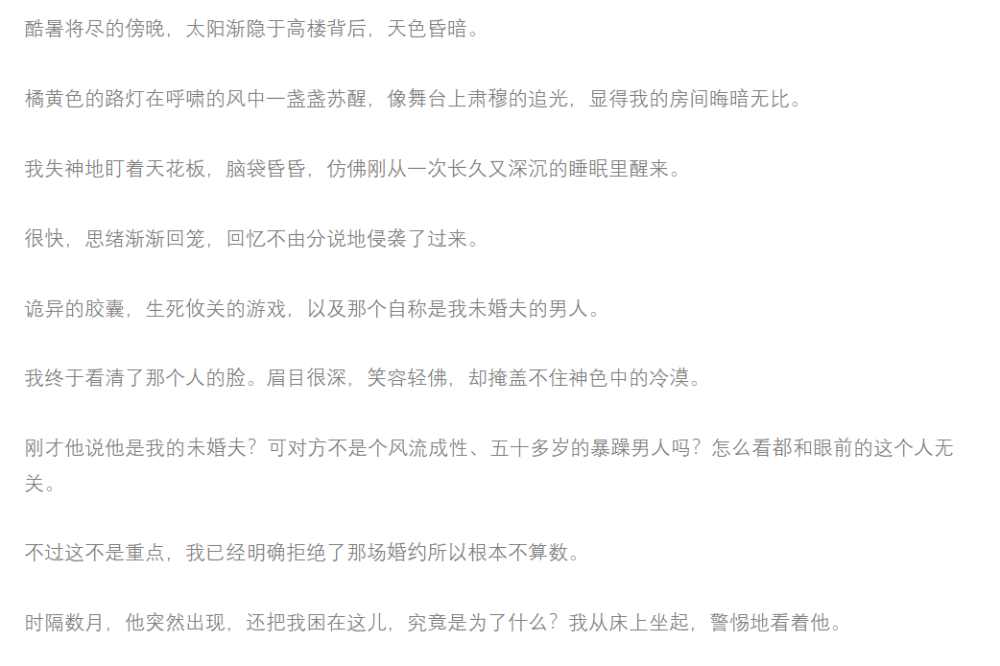 酷暑将尽的傍晚，太阳渐隐于高楼背后，天色昏暗。
橘黄色的路灯在呼啸的风中一盏盏苏醒，像舞台上肃穆的追光，显得我的房间晦暗无比。
我失神地盯着天花板，脑袋昏昏，仿佛刚从一次长久又深沉的睡眠里醒来。
很快，思绪渐渐回笼，回忆不由分说地侵袭了过来。
诡异的胶囊，生死攸关的游戏，以及那个自称是我未婚夫的男人。
我终于看清了那个人的脸。眉目很深，笑容轻佛，却掩盖不住神色中的冷漠。
刚才他说他是我的未婚夫？可对方不是个风流成性、五十多岁的暴躁男人吗？怎么看都和眼前的这个人无
关。
不过这不是重点，我已经明确拒绝了那场婚约所以根本不算数。
时隔数月，他突然出现，还把我困在这儿，究竟是为了什么？我从床上坐起，警惕地看着他。